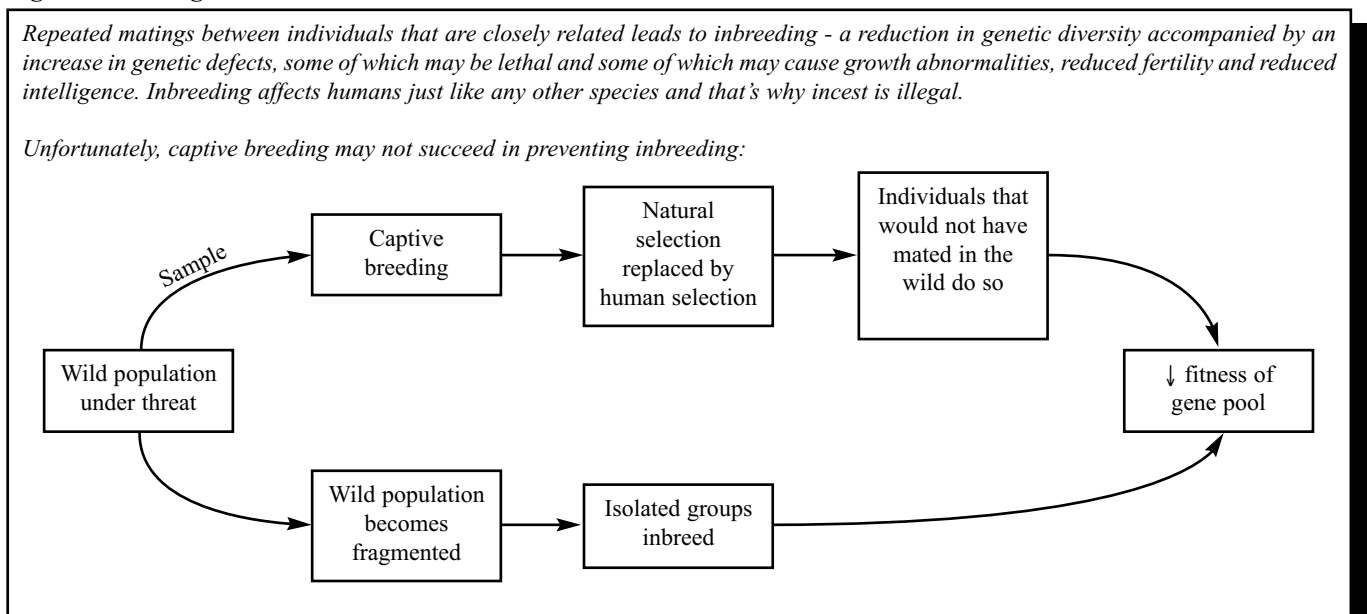 Repeated matings between individuals that are closely related leads to inbreeding - a reduction in genetic diversity accompanied by an
increase in genetic defects, some of which may be lethal and some of which may cause growth abnormalities, reduced fertility and reduced
intelligence. Inbreeding affects humans just like any other species and that's why incest is illegal.
Unfortunately, captive breeding may not succeed in preventing inbreeding:
Sample
Captive
breeding
Natural
selection
replaced by
human selection
Individuals that
would not have
mated in the
wild do so
Wild population
under threat
↓ fitness of
gene pool
Wild population
becomes
fragmented
Isolated groups
inbreed